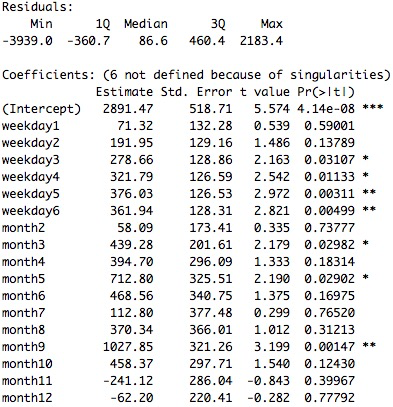 Residuals:
Min 1Q Median 3Q Max
-3939.0 -360.7 86.6 460.4 2183.4
Coefficients: (6 not defined because of singularities)
Estimate Std. Error t value Pr(>|t|)
(Intercept) 2891.47 518.71 5.574 4.14e-08 ***
weekday1 71.32 132.28 0.539 0.59001
weekday2 191.95 129.16 1.486 0.13789
weekday3 278.66 128.86 2.163 0.03107 *
weekday4 321.79 126.59 2.542 0.01133 *
weekday5 376.03 126.53 2.972 0.00311 **
weekday6 361.94 128.31 2.821 0.00499 **
month2 58.09 173.41 0.335 0.73777
month3 439.28 201.61 2.179 0.02982 *
month4 394.70 296.09 1.333 0.18314
month5 712.80 325.51 2.190 0.02902 *
month6 468.56 340.75 1.375 0.16975
month7 112.80 377.48 0.299 0.76520
month8 370.34 366.01 1.012 0.31213
month9 1027.85 321.26 3.199 0.00147 **
month10 458.37 297.71 1.540 0.12430
month11 -241.12 286.04 -0.843 0.39967
month12 -62.20 220.41 -0.282 0.77792